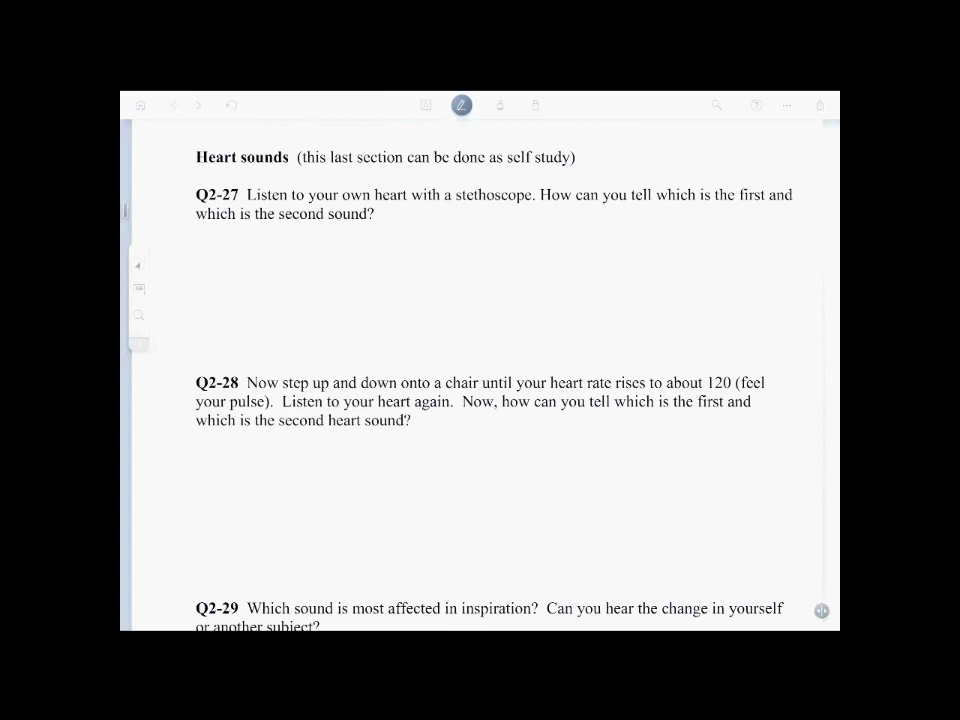 Heart sounds (this last section can be done as self study)
Q2-27 Listen to your own heart with a stethoscope. How can you tell which is the first and
which is the second sound?
Q2-28 Now step up and down onto a chair until your heart rate rises to about 120 (feel
your pulse). Listen to your heart again. Now, how can you tell which is the first and
which is the second heart sound?
Q2-29 Which sound is most affected in inspiration? Can you hear the change in yourself
or another subject?